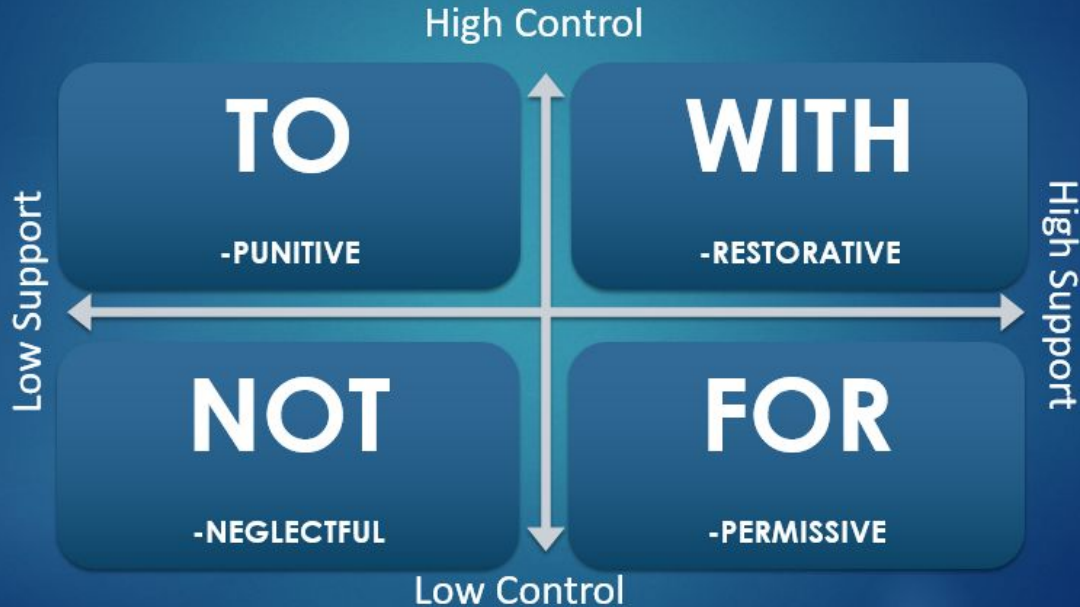 High Control
TO
WITH
-PUNITIVE
-RESTORATIVE
Low Support
High Support
NOT
FOR
-NEGLECTFUL
-PERMISSIVE
Low Control